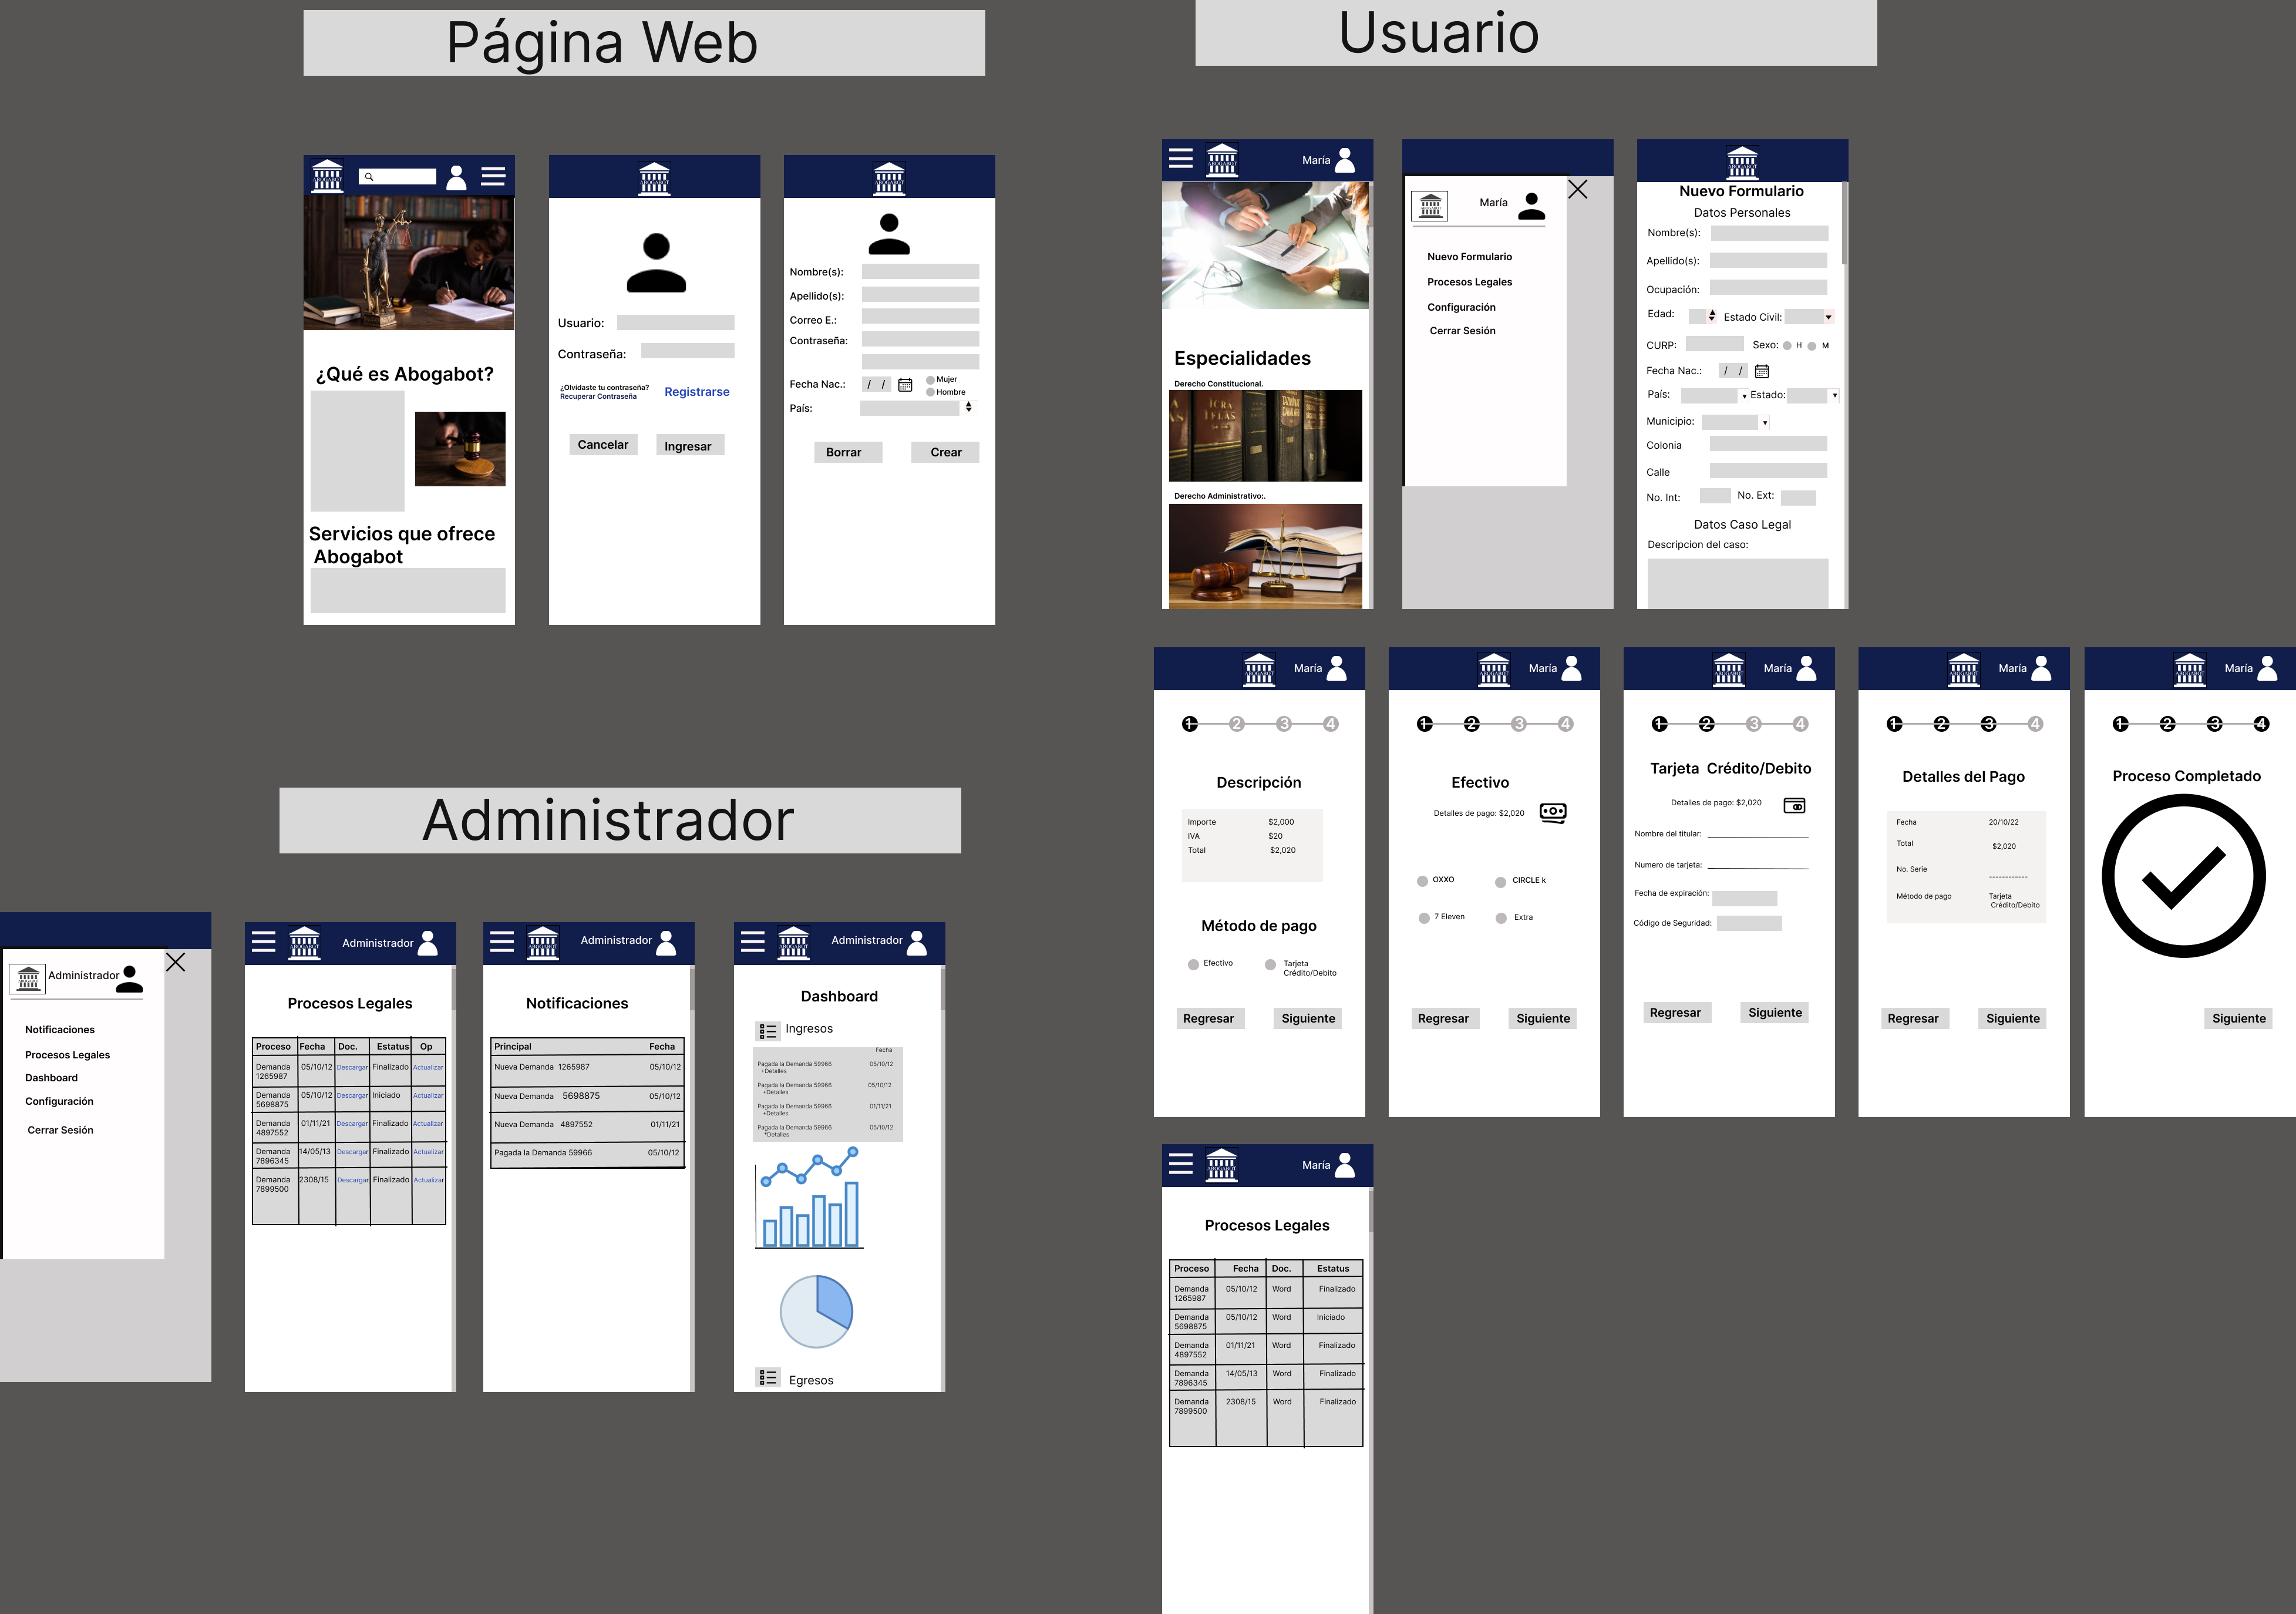 Página Web
ABOGABOT
¿Qué es Abogabot?
Servicios que ofrece
Abogabot
ABOGABOT
Usuario:
Contraseña:
¿Olvidaste tu contraseña?
Recuperar Contraseña
Registrarse
Cancelar
Ingresar
ABOGABOT
Nombre(s):
Apellido(s):
Correo E.:
Contraseña:
Fecha Nac.: / /
Mujer
Hombre
País:
Borrar
Crear
Usuario
ABOGABOT
María
Especialidades
Derecho Constitucional.
Derecho Administrativo:.
ABOGABOT
María
Nuevo Formulario
Procesos Legales
Configuración
Cerrar Sesión
ABOGABOT
Nuevo Formulario
Datos Personales
Nombre(s):
Apellido(s):
Ocupación:
Edad: Estado Civil:
CURP: Sexo: H M
Fecha Nac.: / /
País: Estado:
Municipio:
Colonia
Calle
No. Int: No. Ext:
Datos Caso Legal
Descripcion del caso:
ABOGABOT
María
1 2 3 4
Descripción
Importe $2,000
IVA $20
Total $2,020
Método de pago
Efectivo
Tarjeta
Crédito/Debito
Regresar
Siguiente
ABOGABOT
María
1 2 3 4
Efectivo
Detalles de pago: $2,020
OXXO CIRCLE k
7 Eleven Extra
Regresar
Siguiente
ABOGABOT
María
1 2 3 4
Tarjeta Crédito/Debito
Detalles de pago: $2,020
Nombre del titular:
Numero de tarjeta:
Fecha de expiración:
Código de Seguridad:
Regresar
Siguiente
ABOGABOT
María
1 2 3 4
Detalles del Pago
Fecha 20/10/22
Total $2,020
No. Serie ------------
Método de pago Tarjeta
Crédito/Debito
Regresar
Siguiente
ABOGABOT
María
1 2 3 4
Proceso Completado
Siguiente
ABOGABOT
María
Procesos Legales
Proceso Fecha Doc. Estatus
Demanda 05/10/12 Word Finalizado
1265987
Demanda 05/10/12 Word Iniciado
5698875
Demanda 01/11/21 Word Finalizado
4897552
Demanda 14/05/13 Word Finalizado
7896345
Demanda 2308/15 Word Finalizado
7899500
Administrador
ABOGABOT
Administrador
Notificaciones
Procesos Legales
Dashboard
Configuración
Cerrar Sesión
ABOGABOT
Administrador
Procesos Legales
Proceso Fecha Doc. Estatus Op
Demanda 05/10/12 Descargar Finalizado Actualizar
1265987
Demanda 05/10/12 Descargar Iniciado Actualizar
5698875
Demanda 01/11/21 Descargar Finalizado Actualizar
4897552
Demanda 14/05/13 Descargar Finalizado Actualizar
7896345
Demanda 2308/15 Descargar Finalizado Actualizar
7899500
ABOGABOT
Administrador
Notificaciones
Principal Fecha
Nueva Demanda 1265987 05/10/12
Nueva Demanda 5698875 05/10/12
Nueva Demanda 4897552 01/11/21
Pagada la Demanda 59966 05/10/12
ABOGABOT
Administrador
Dashboard
Ingresos
Fecha
Pagada la Demanda 59966 05/10/12
+Detalles
Pagada la Demanda 59966 05/10/12
+Detalles
Pagada la Demanda 59966 01/11/21
+Detalles
Pagada la Demanda 59966 05/10/12
*Detalles
Egresos